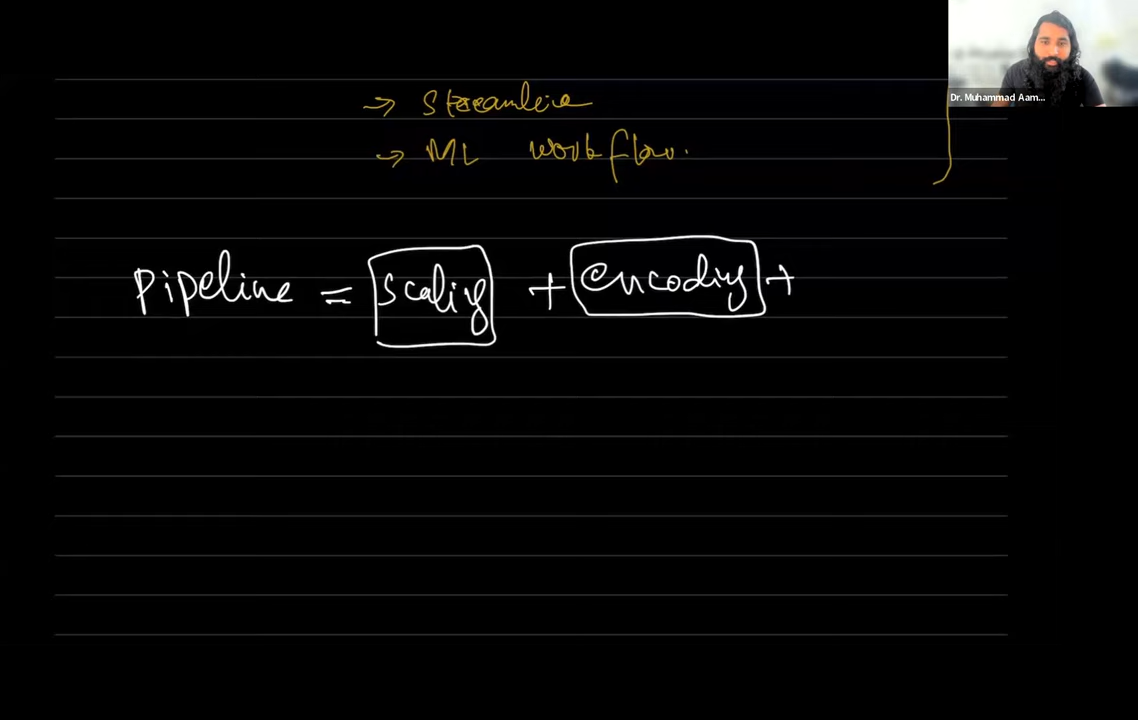 Dr. Muhammad Aam...
→ Streamline
→ ML workflow.
Pipeline = scaling + encoding +